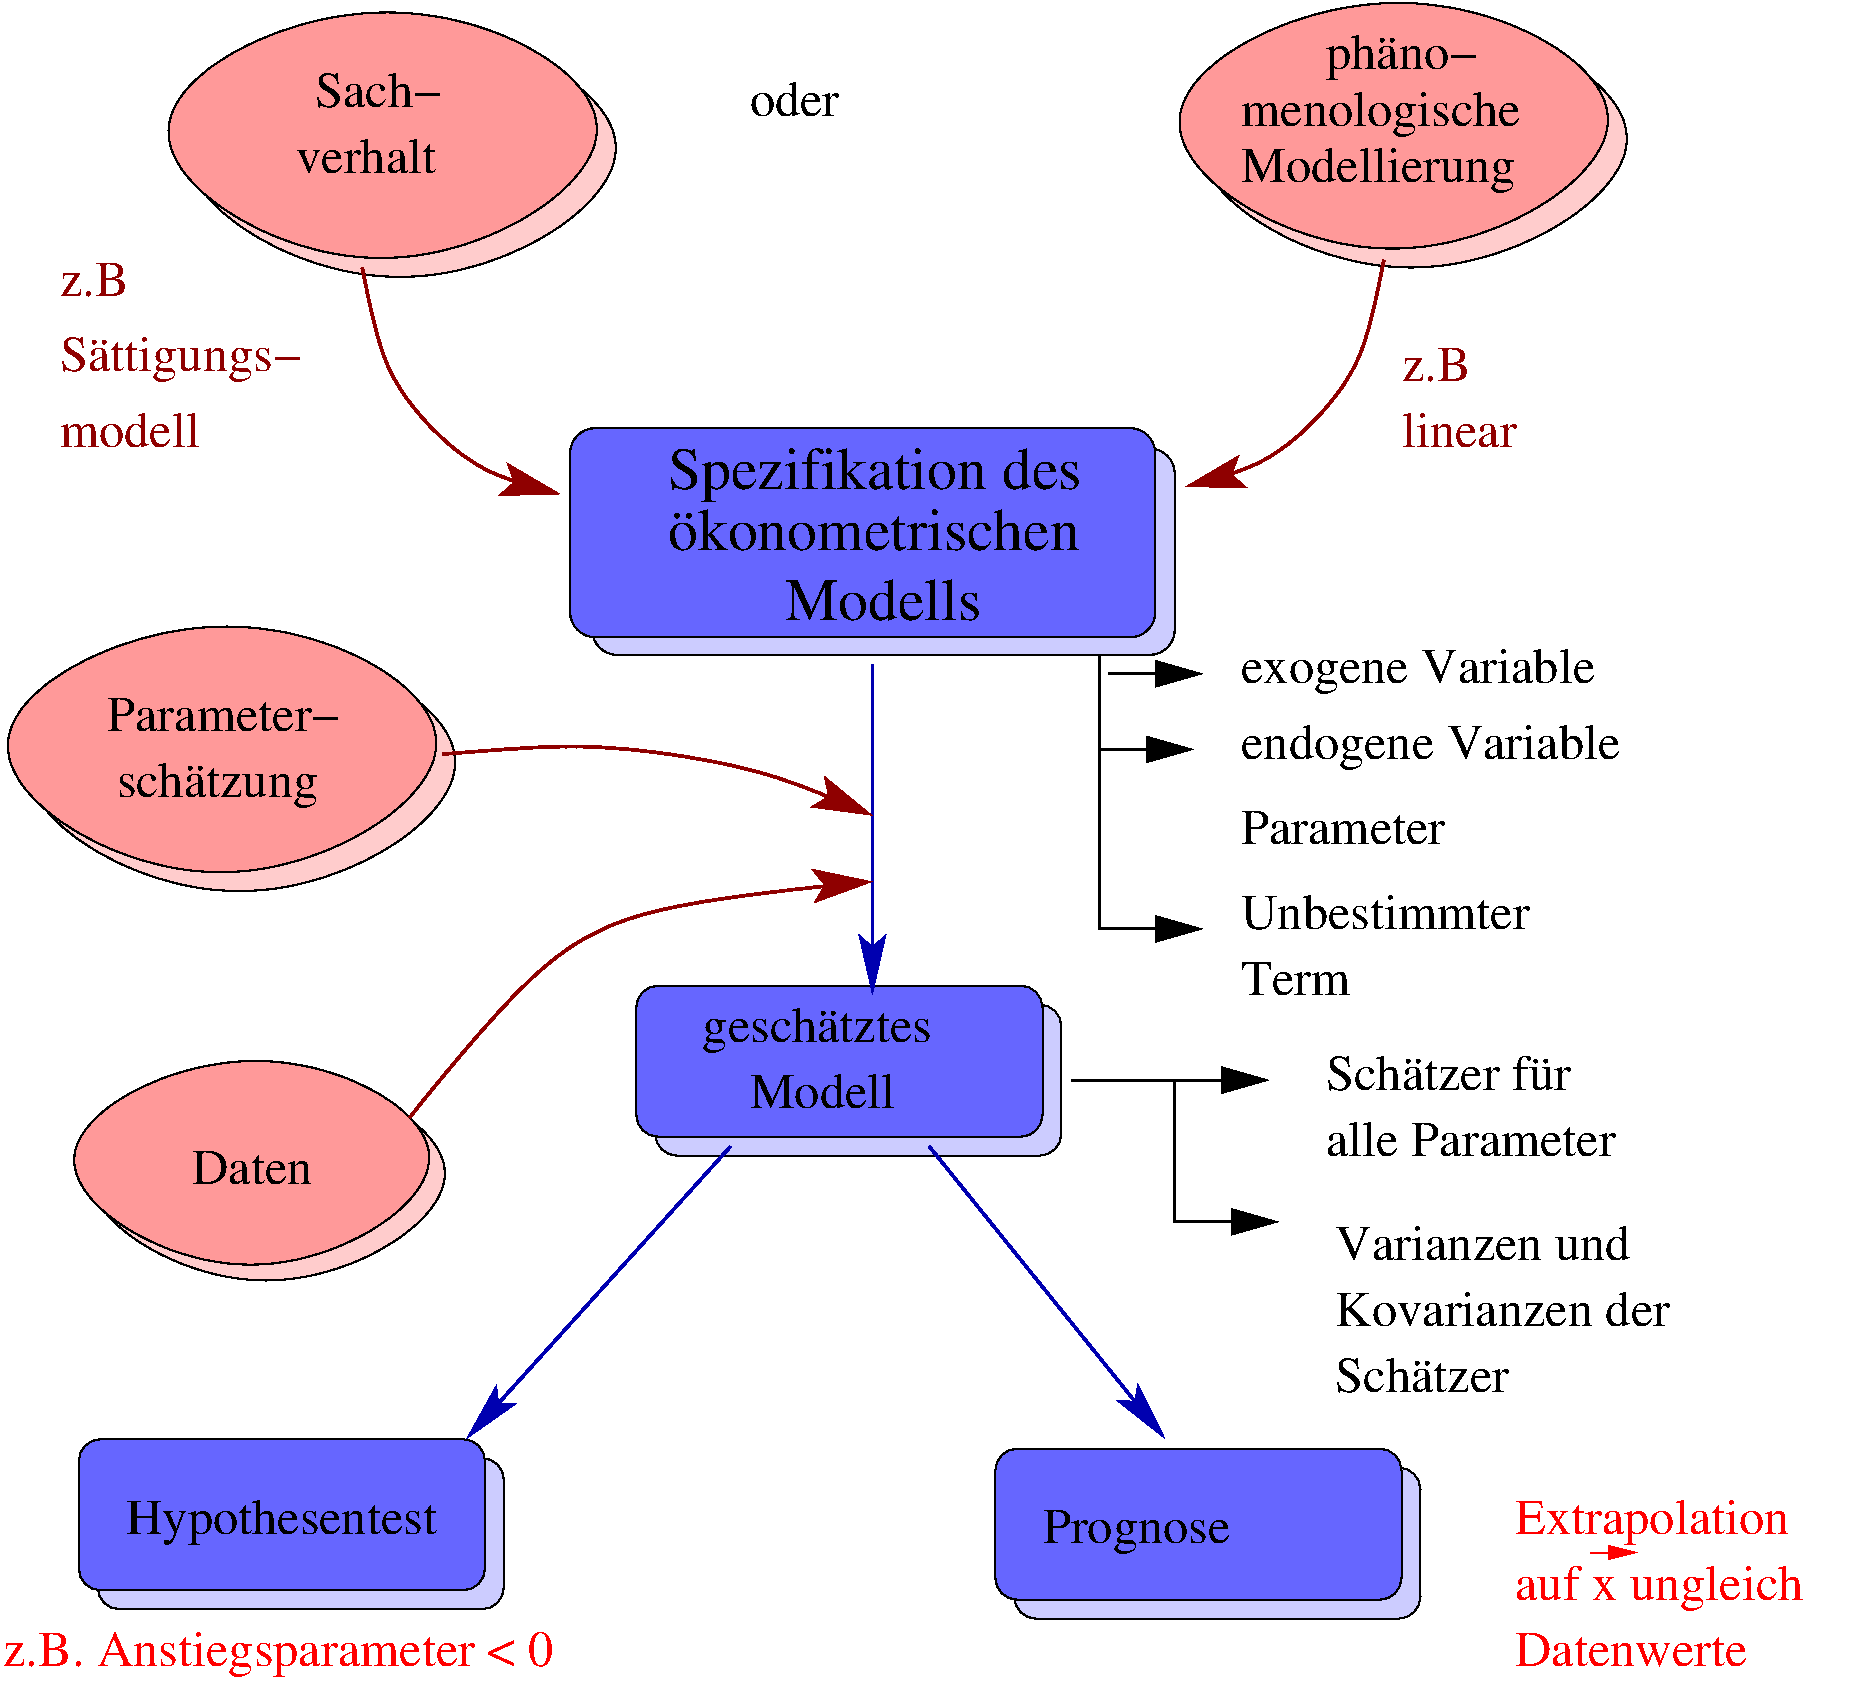 Sach–
verhalt
oder
phäno–
menologische
Modellierung
z.B
Sättigungs–
modell
z.B
linear
Spezifikation des
ökonometrischen
Modells
exogene Variable
endogene Variable
Parameter
Unbestimmter
Term
Parameter–
schätzung
geschätztes
Modell
Schätzer für
alle Parameter
Varianzen und
Kovarianzen der
Schätzer
Daten
Hypothesentest
z.B. Anstiegsparameter < 0
Prognose
Extrapolation
auf x ungleich
Datenwerte